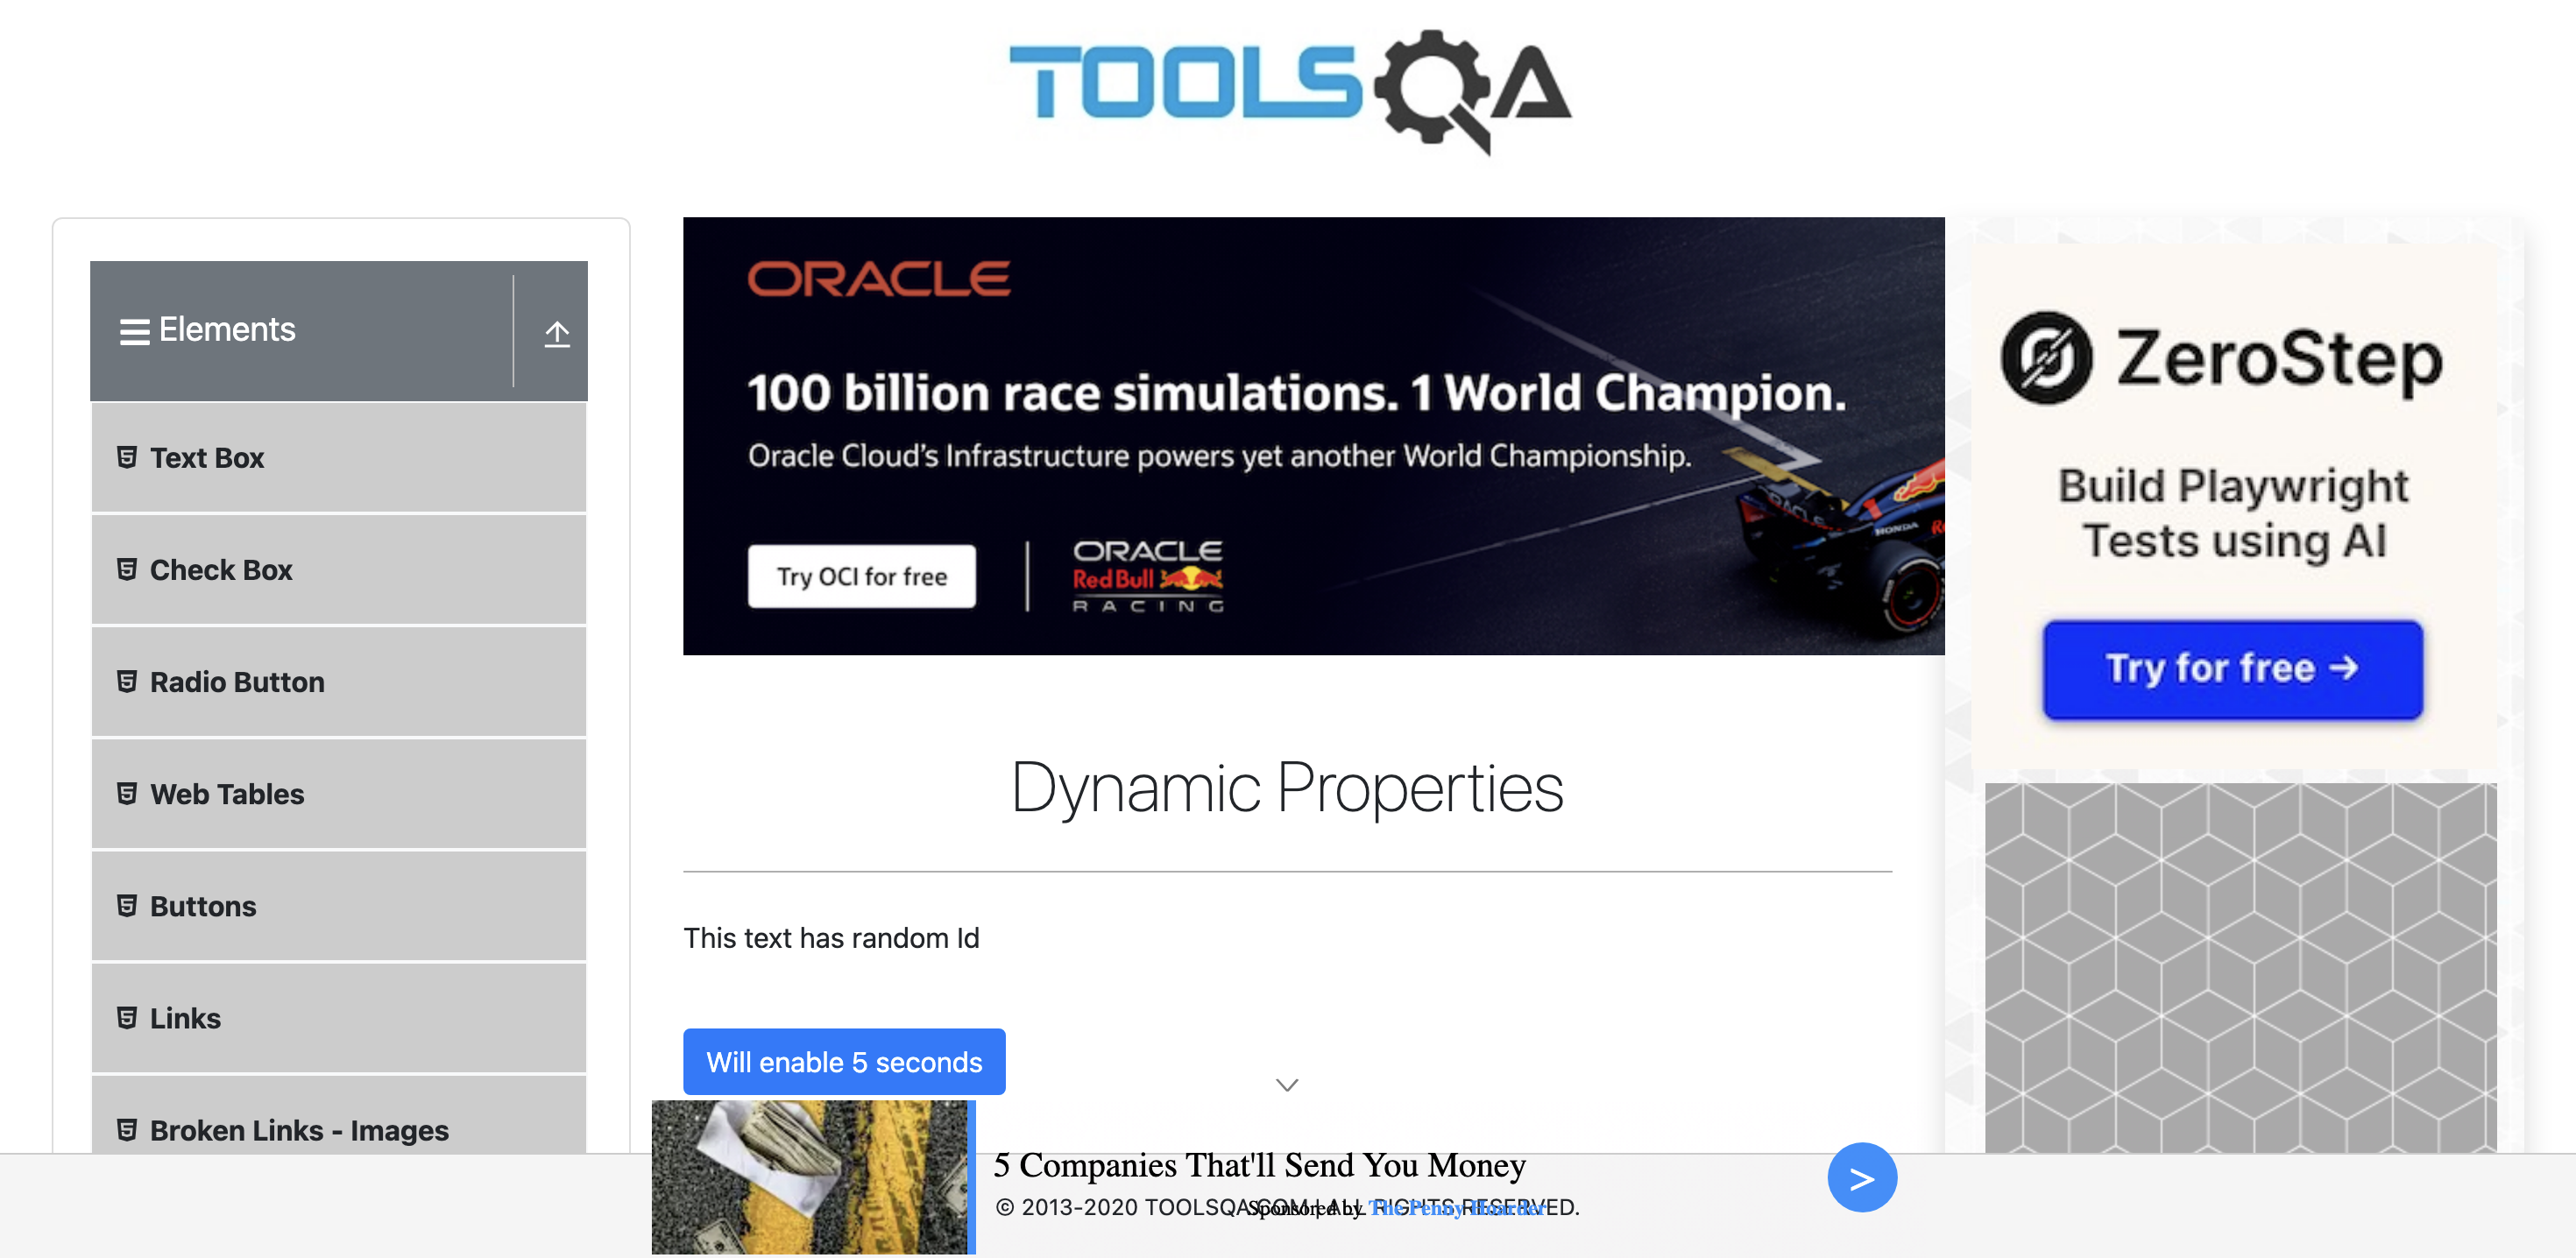 TOOLSQA
Elements
Text Box
Check Box
Radio Button
Web Tables
Buttons
Links
Broken Links - Images
ORACLE
100 billion race simulations. 1 World Champion.
Oracle Cloud's Infrastructure powers yet another World Championship.
Try OCI for free
ORACLE
Red Bull
RACING
ORACLE
1
HONDA
ZeroStep
Build Playwright
Tests using AI
Try for free →
Dynamic Properties
This text has random Id
Will enable 5 seconds
5 Companies That'll Send You Money
© 2013-2020 TOOLSQA.COM | ALL RIGHTS RESERVED.
Sponsored by The Penny Hoarder
>